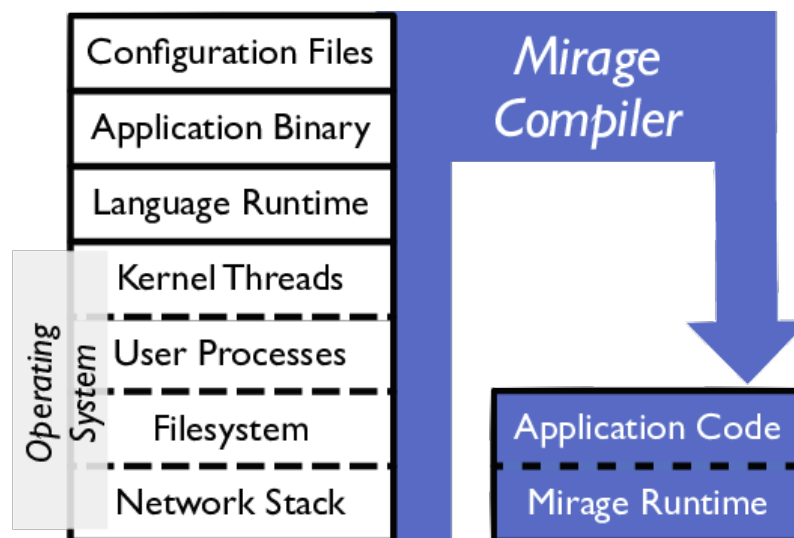 Configuration Files
Application Binary
Language Runtime
Kernel Threads
User Processes
Filesystem
Network Stack
Operating
System
Mirage
Compiler
Application Code
Mirage Runtime